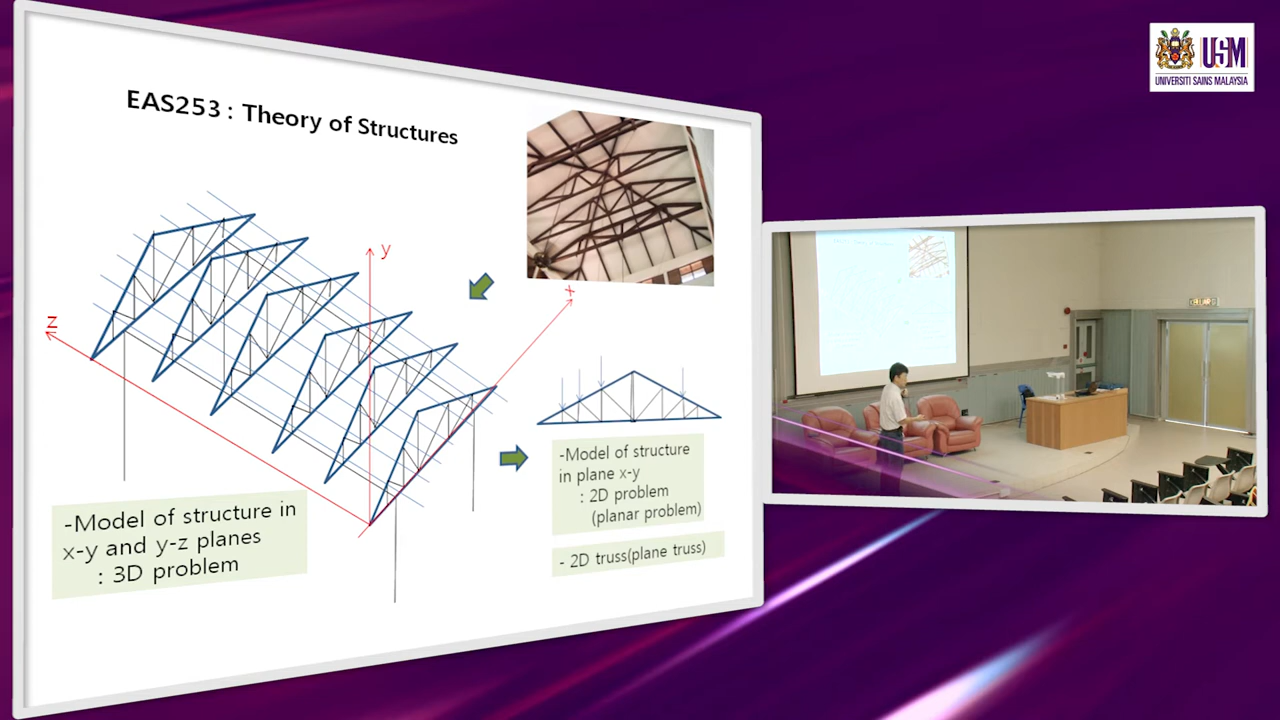 EAS253 : Theory of Structures
USM
UNIVERSITI SAINS MALAYSIA
y
z
x
-Model of structure in
x-y and y-z planes
: 3D problem
-Model of structure
in plane x-y
: 2D problem
(planar problem)
- 2D truss(plane truss)